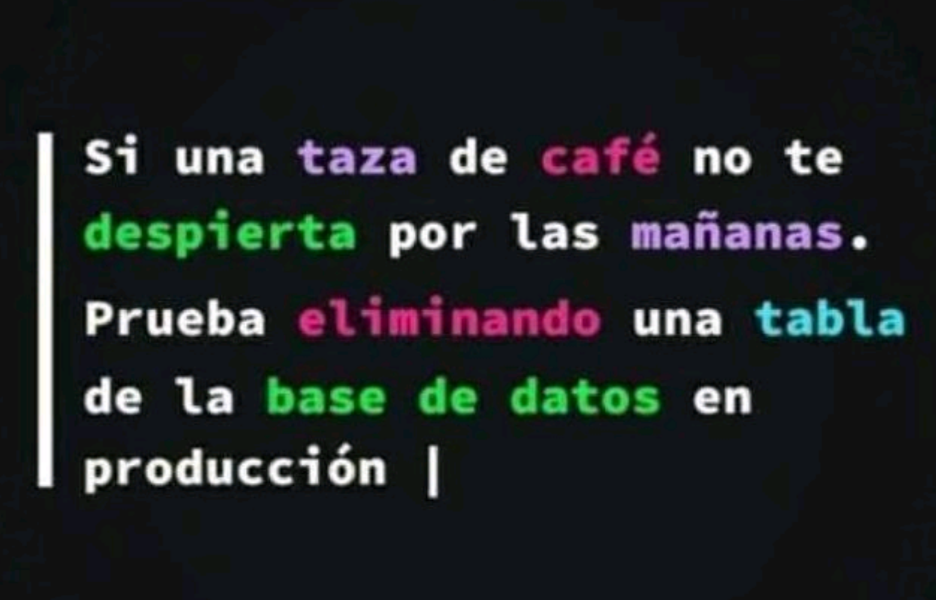 Si una taza de café no te
despierta por las mañanas.
Prueba eliminando una tabla
de la base de datos en
producción |